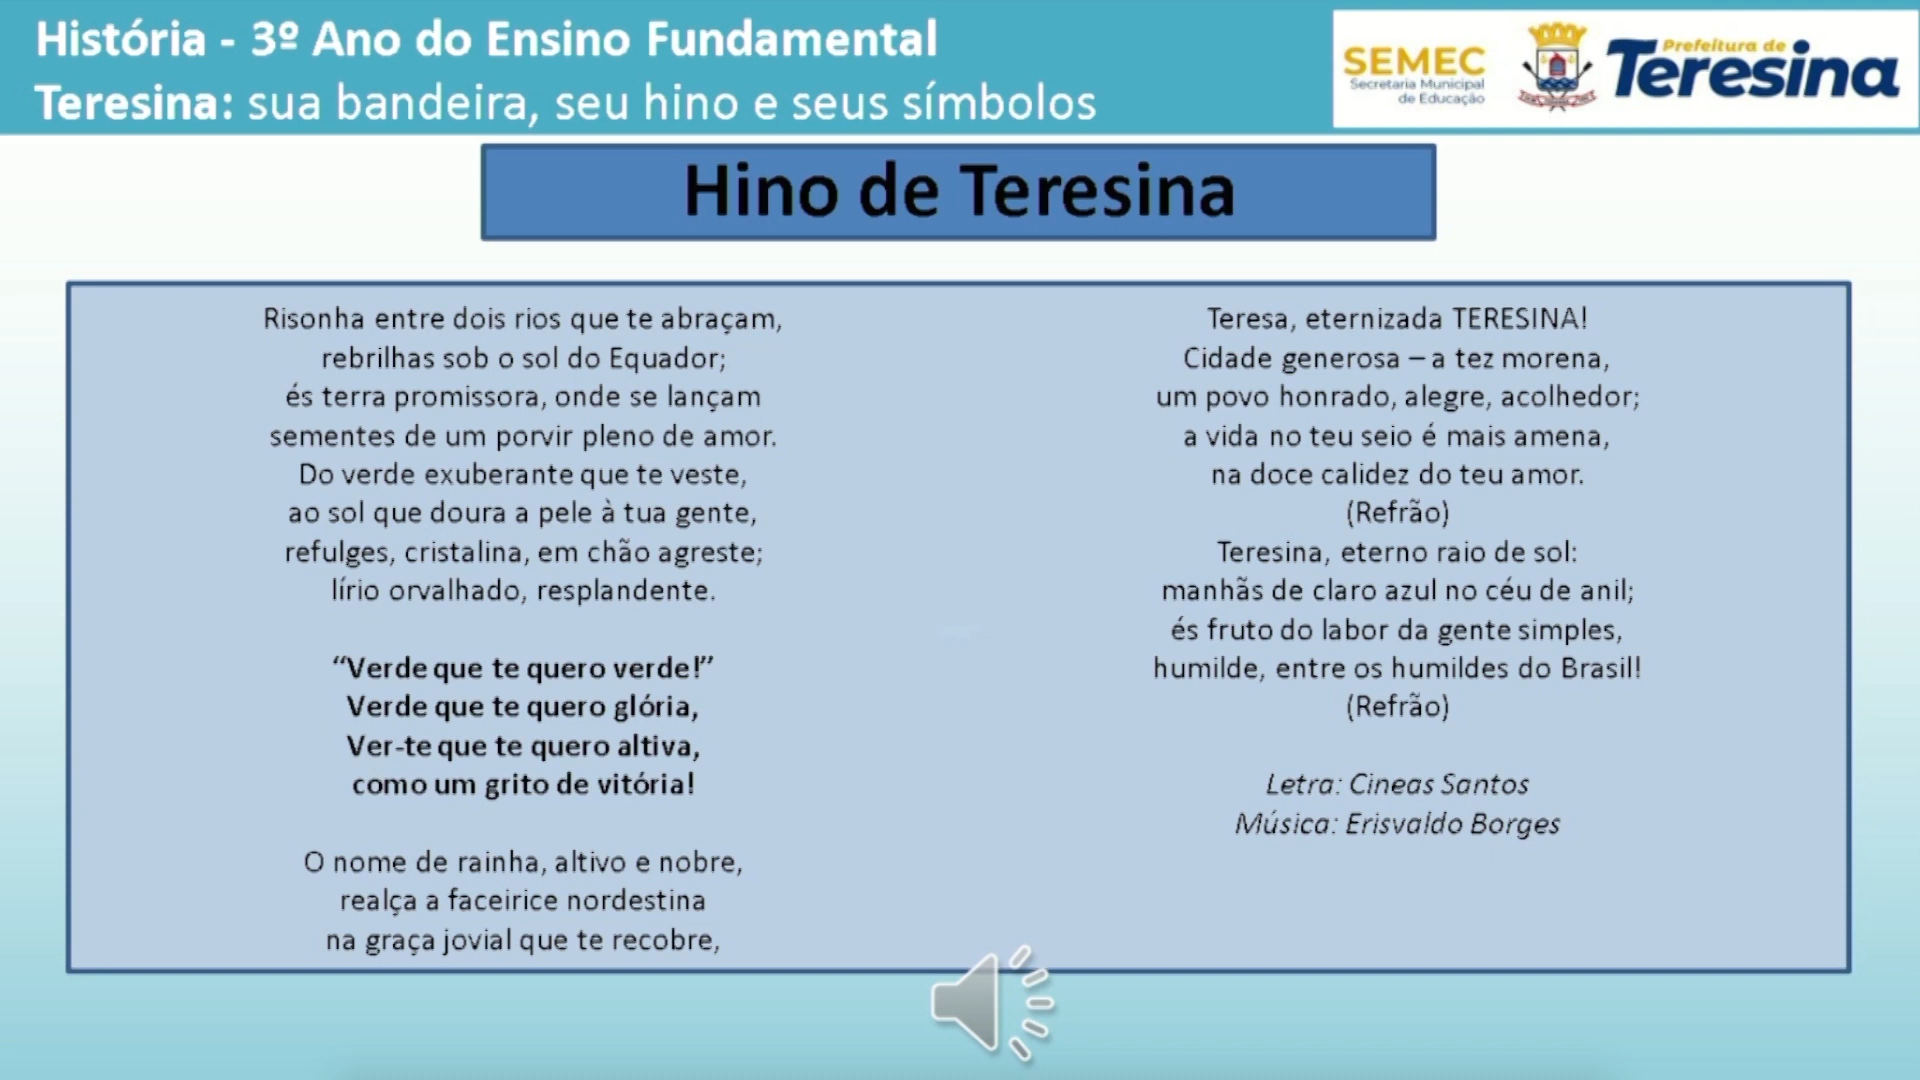 História - 3º Ano do Ensino Fundamental
Teresina: sua bandeira, seu hino e seus símbolos
SEMEC
Secretaria Municipal
de Educação
Prefeitura de
Teresina
Hino de Teresina
Risonha entre dois rios que te abraçam,
rebrilhas sob o sol do Equador;
és terra promissora, onde se lançam
sementes de um porvir pleno de amor.
Do verde exuberante que te veste,
ao sol que doura a pele à tua gente,
refulges, cristalina, em chão agreste;
lírio orvalhado, resplandente.
“Verde que te quero verde!”
Verde que te quero glória,
Ver-te que te quero altiva,
como um grito de vitória!
O nome de rainha, altivo e nobre,
realça a faceirice nordestina
na graça jovial que te recobre,
Teresa, eternizada TERESINA!
Cidade generosa – a tez morena,
um povo honrado, alegre, acolhedor;
a vida no teu seio é mais amena,
na doce calidez do teu amor.
(Refrão)
Teresina, eterno raio de sol:
manhãs de claro azul no céu de anil;
és fruto do labor da gente simples,
humilde, entre os humildes do Brasil!
(Refrão)
Letra: Cineas Santos
Música: Erisvaldo Borges